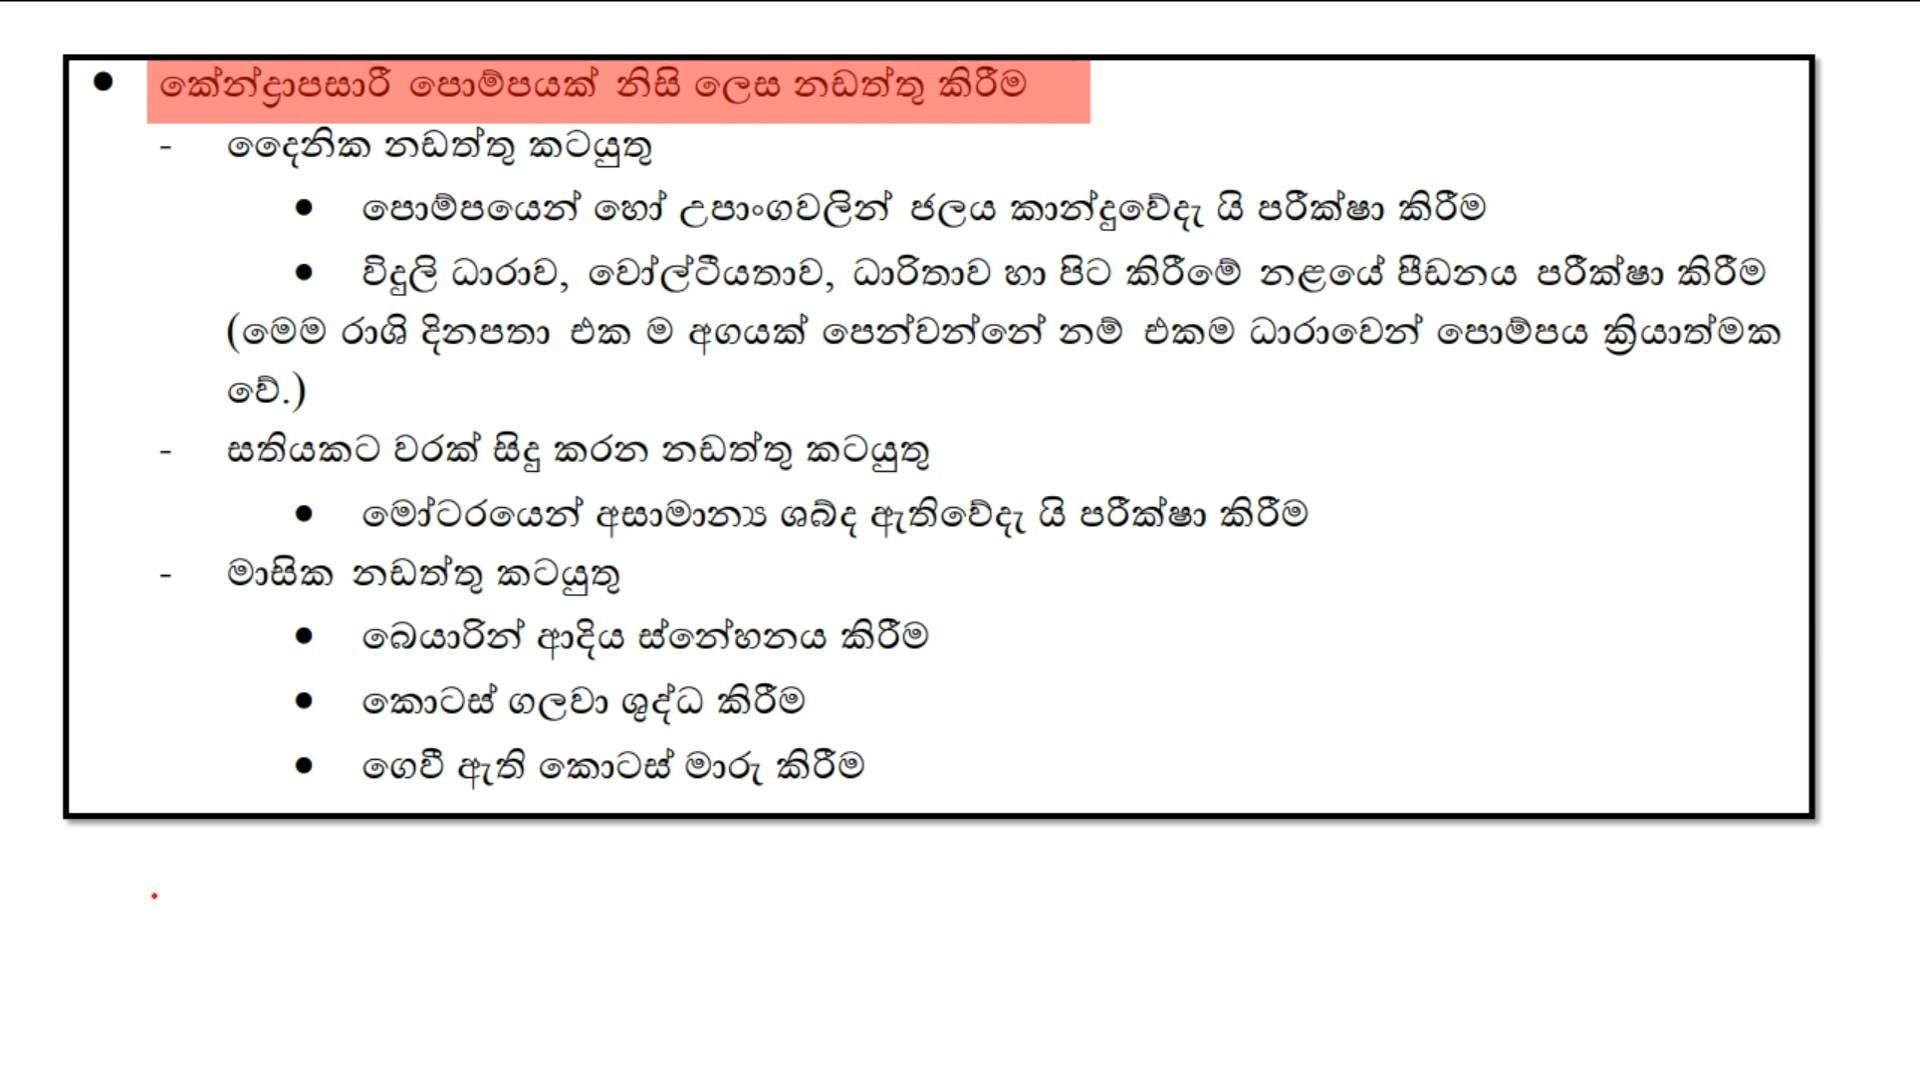 ● කේන්ද්‍රාපසාරී පොම්පයක් නිසි ලෙස නඩත්තු කිරීම
- දෛනික නඩත්තු කටයුතු
● පොම්පයෙන් හෝ උපාංගවලින් ජලය කාන්දුවේදැ යි පරීක්ෂා කිරීම
● විදුලි ධාරාව, වෝල්ටීයතාව, ධාරිතාව හා පිට කිරීමේ නළයේ පීඩනය පරීක්ෂා කිරීම
(මෙම රාශි දිනපතා එක ම අගයක් පෙන්වන්නේ නම් එකම ධාරාවෙන් පොම්පය ක්‍රියාත්මක
වේ.)
- සතියකට වරක් සිදු කරන නඩත්තු කටයුතු
● මෝටරයෙන් අසාමාන්‍ය ශබ්ද ඇතිවේදැ යි පරීක්ෂා කිරීම
- මාසික නඩත්තු කටයුතු
● බෙයාරින් ආදිය ස්නේහනය කිරීම
● කොටස් ගලවා ශුද්ධ කිරීම
● ගෙවී ඇති කොටස් මාරු කිරීම